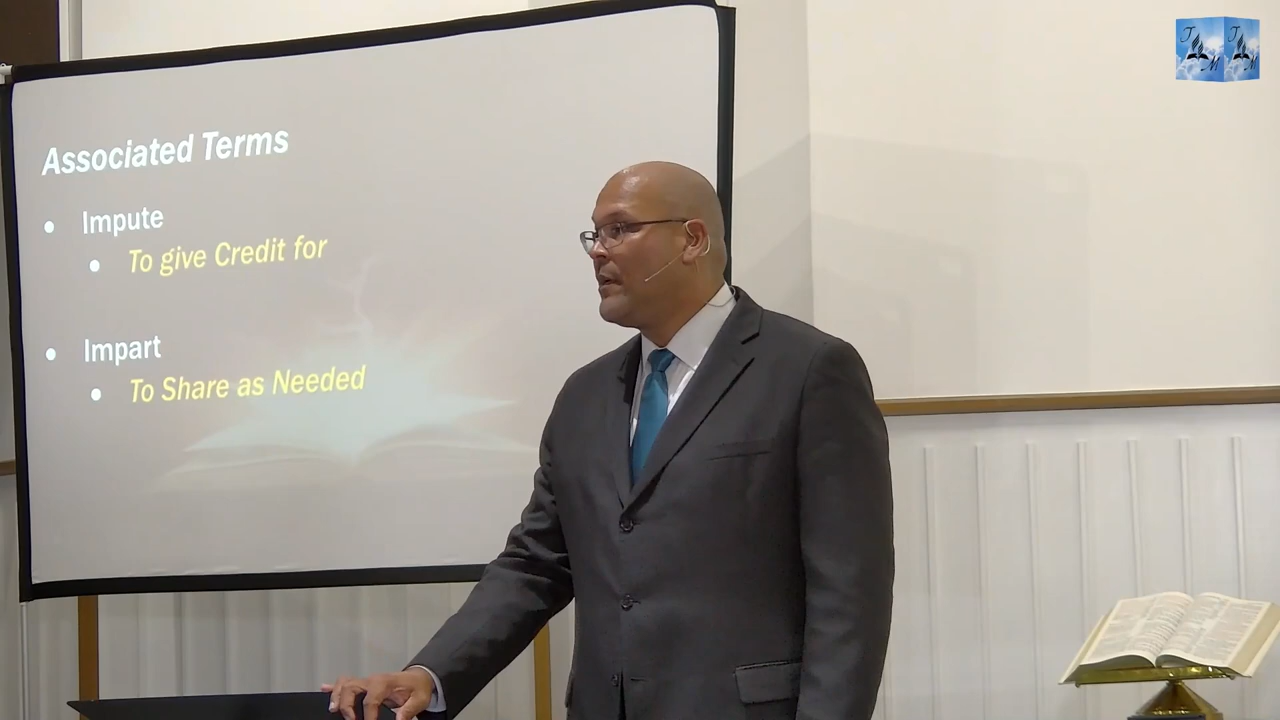 Associated Terms
• Impute
• To give Credit for
• Impart
• To Share as Needed
T M T M